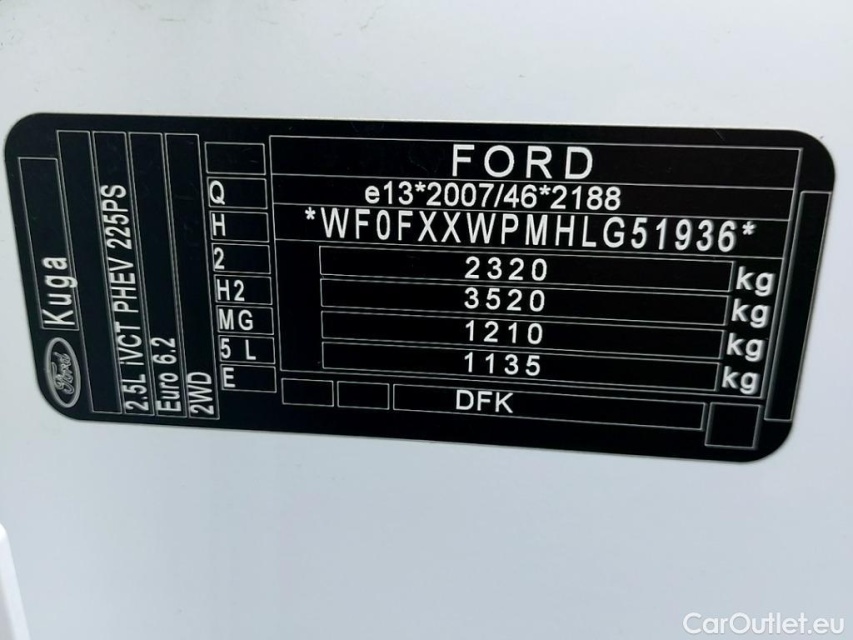 FORD
e13*2007/46*2188
*WF0FXXWPMHLG51936*
2320 kg
3520 kg
1210 kg
1135 kg
DFK
Q
H
2
H2
MG
5 L
E
Ford
Kuga
2.5L iVCT PHEV 225PS
Euro 6.2
2WD
CarOutlet.eu